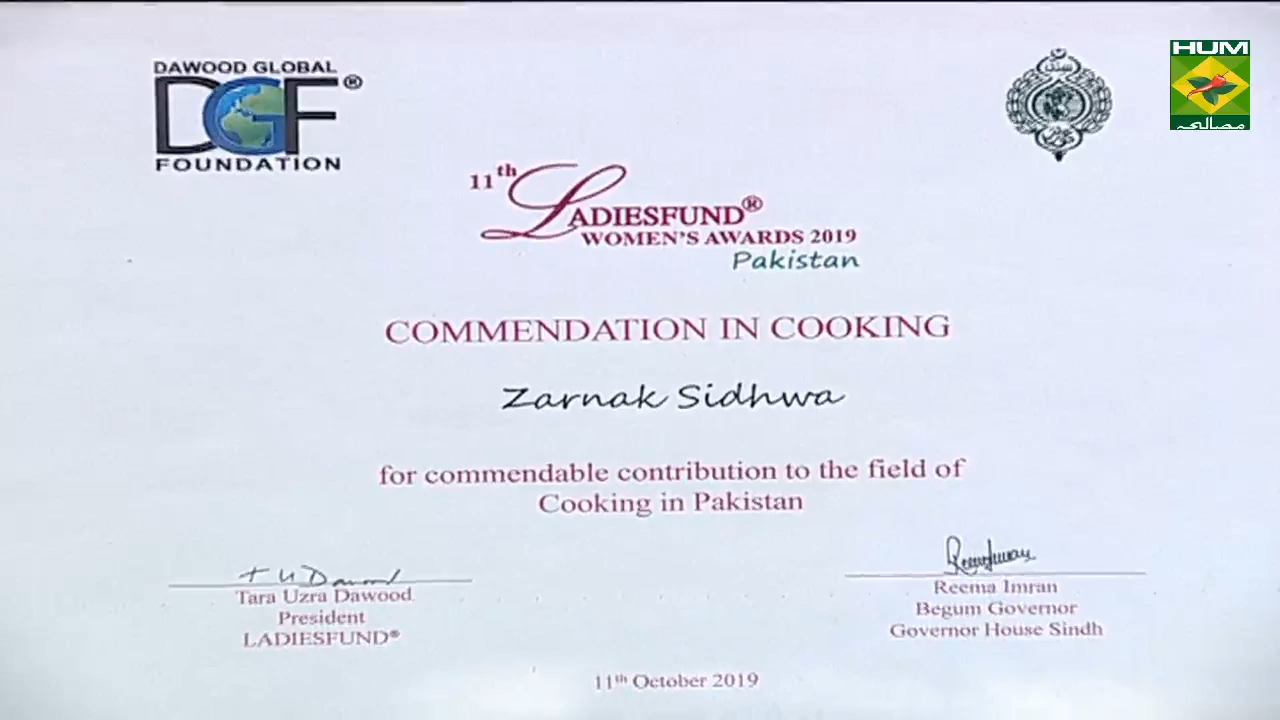 DAWOOD GLOBAL
DGF®
FOUNDATION
HUM
مصالحہ
11th LADIESFUND®
WOMEN'S AWARDS 2019
Pakistan
COMMENDATION IN COOKING
Zarnak Sidhwa
for commendable contribution to the field of
Cooking in Pakistan
T U Dawood
Tara Uzra Dawood
President
LADIESFUND®
Reema Imran
Begum Governor
Governor House Sindh
11th October 2019